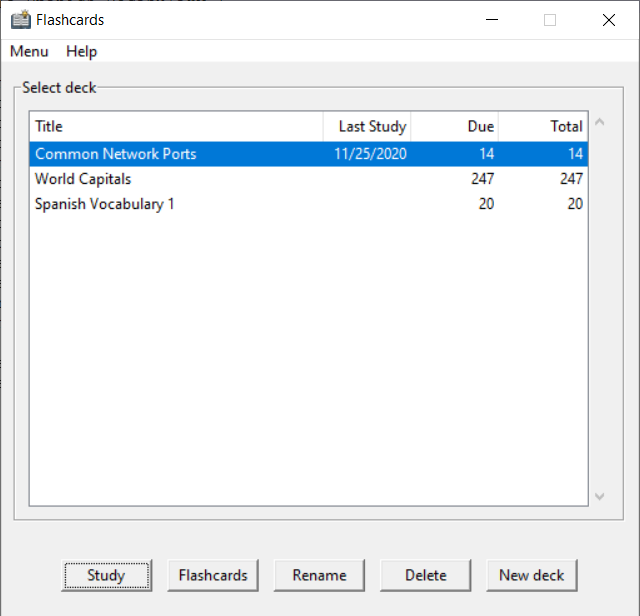 Flashcards
Menu Help
Select deck
Title Last Study Due Total
Common Network Ports 11/25/2020 14 14
World Capitals 247 247
Spanish Vocabulary 1 20 20
Study Flashcards Rename Delete New deck